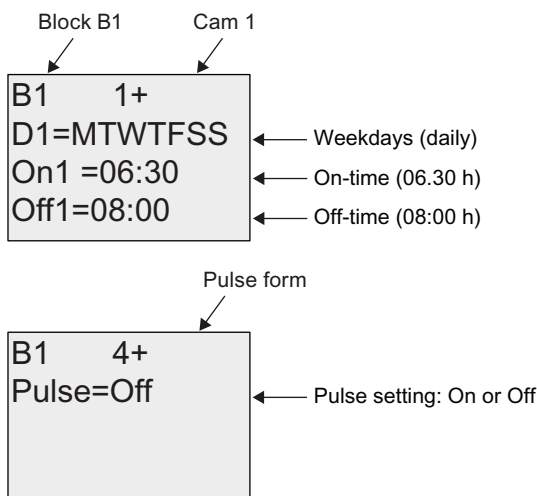 Block B1 Cam 1
B1 1+
D1=MTWTFSS
Weekdays (daily)
On1 =06:30
On-time (06.30 h)
Off1=08:00
Off-time (08:00 h)
Pulse form
B1 4+
Pulse=Off
Pulse setting: On or Off